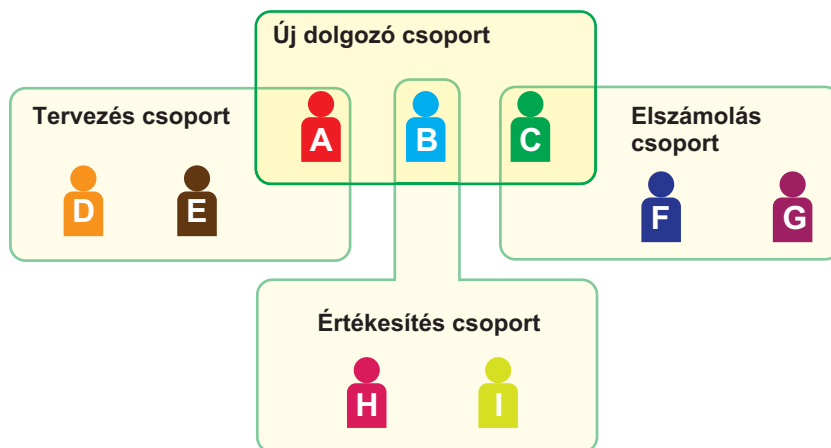 Új dolgozó csoport
Tervezés csoport
A
B
C
Elszámolás
csoport
D
E
F
G
Értékesítés csoport
H
I